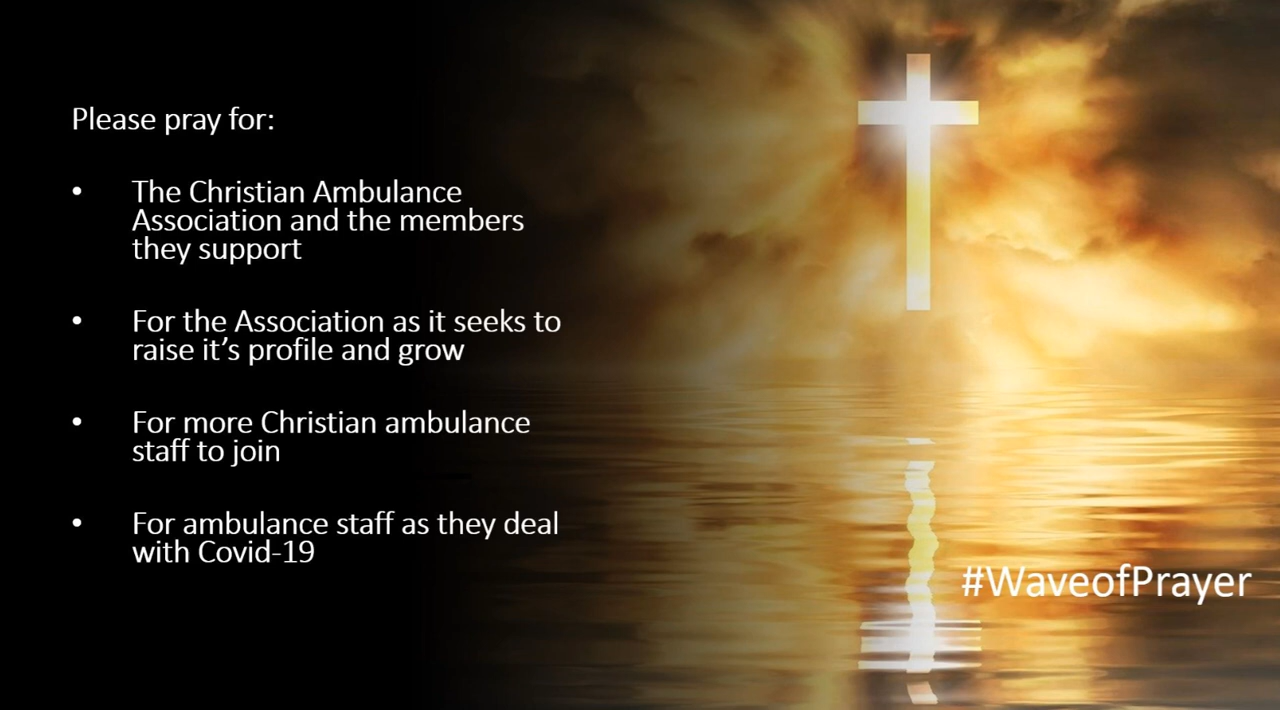 Please pray for:
• The Christian Ambulance
Association and the members
they support
• For the Association as it seeks to
raise it’s profile and grow
• For more Christian ambulance
staff to join
• For ambulance staff as they deal
with Covid-19
#WaveofPrayer